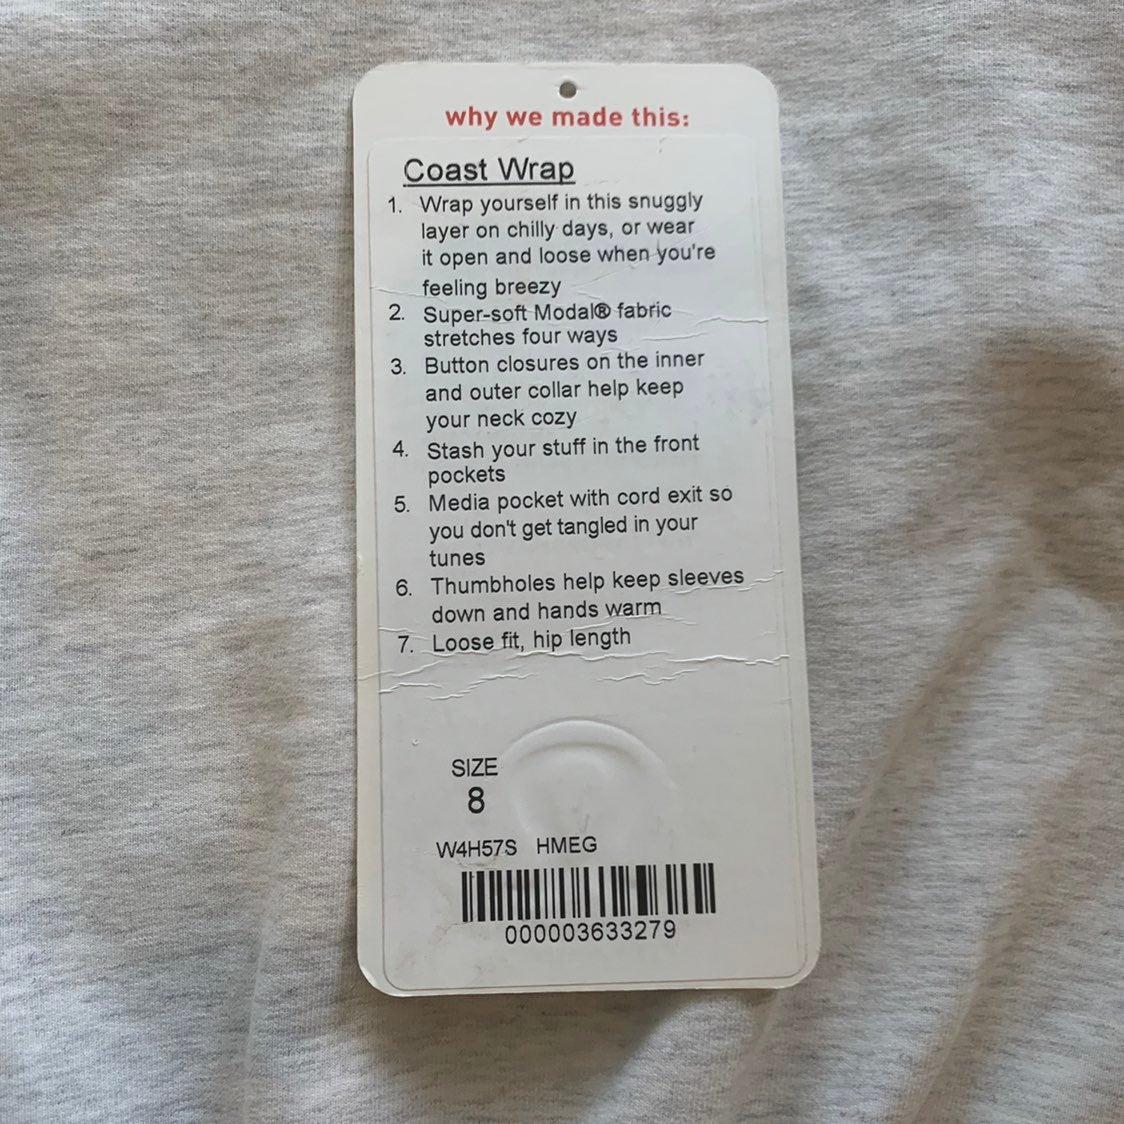 why we made this:
Coast Wrap
1. Wrap yourself in this snuggly
layer on chilly days, or wear
it open and loose when you're
feeling breezy
2. Super-soft Modal® fabric
stretches four ways
3. Button closures on the inner
and outer collar help keep
your neck cozy
4. Stash your stuff in the front
pockets
5. Media pocket with cord exit so
you don't get tangled in your
tunes
6. Thumbholes help keep sleeves
down and hands warm
7. Loose fit, hip length
SIZE
8
W4H57S HMEG
000003633279